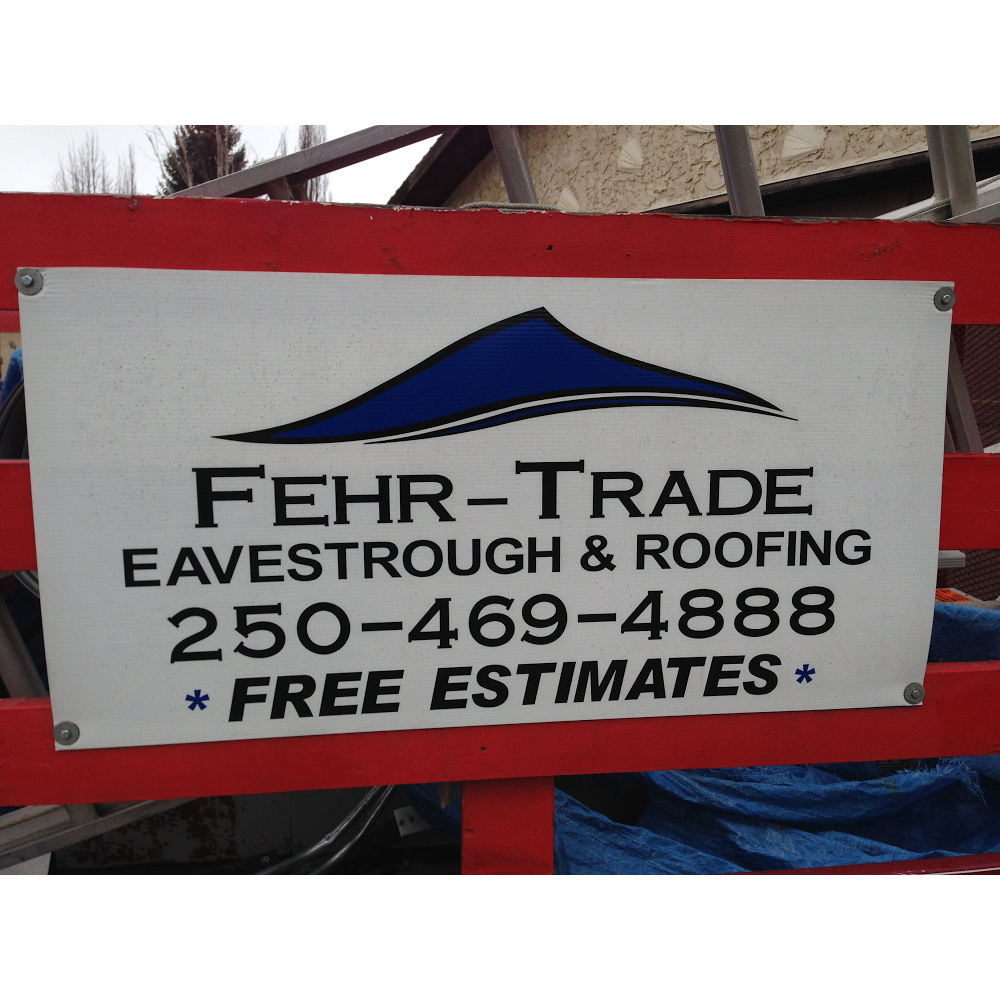 FEHR-TRADE
EAVESTROUGH & ROOFING
250-469-4888
* FREE ESTIMATES *